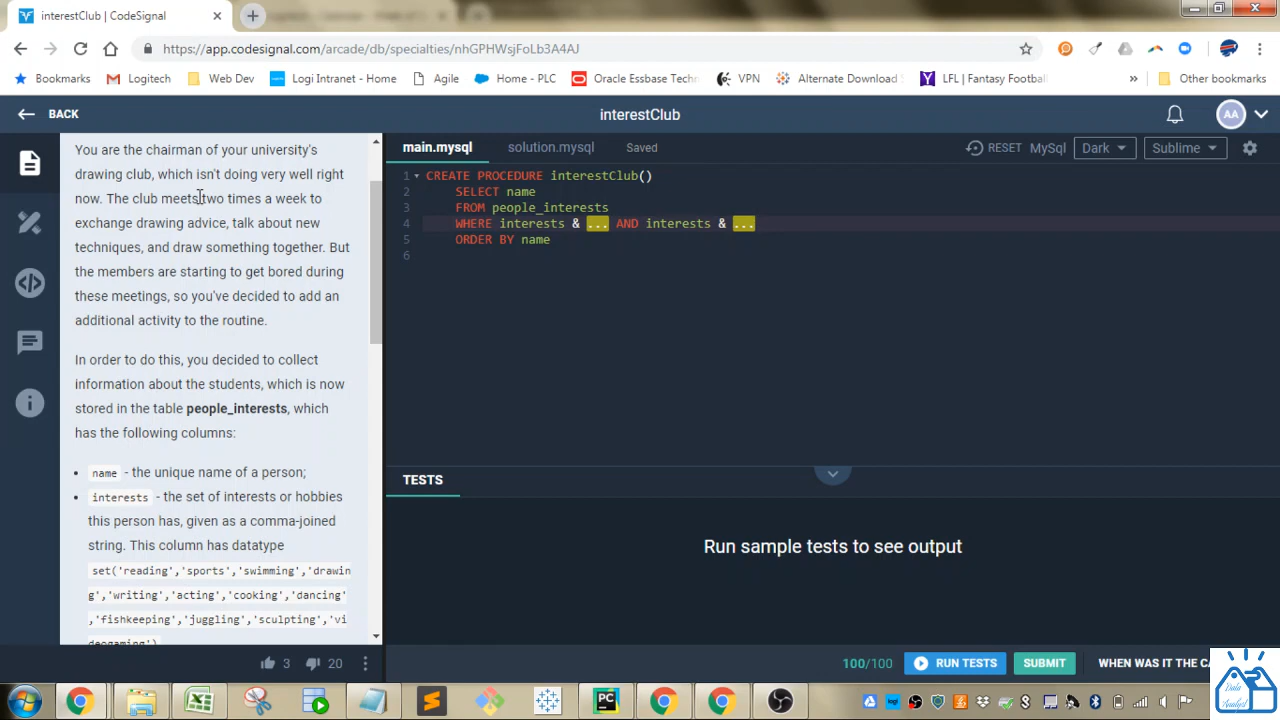 interestClub | CodeSignal
https://app.codesignal.com/arcade/db/specialties/nhGPHWsjFoLb3A4AJ
Bookmarks Logitech Web Dev Logi Intranet - Home Agile Home - PLC Oracle Essbase Techn VPN Alternate Download LFL | Fantasy Football » Other bookmarks
BACK
interestClub
AA
main.mysql solution.mysql Saved RESET MySql Dark Sublime
You are the chairman of your university's
drawing club, which isn't doing very well right
now. The club meets two times a week to
exchange drawing advice, talk about new
techniques, and draw something together. But
the members are starting to get bored during
these meetings, so you've decided to add an
additional activity to the routine.
In order to do this, you decided to collect
information about the students, which is now
stored in the table people_interests, which
has the following columns:
• name - the unique name of a person;
• interests - the set of interests or hobbies
this person has, given as a comma-joined
string. This column has datatype
set('reading','sports','swimming','drawin
g','writing','acting','cooking','dancing'
,'fishkeeping','juggling','sculpting','vi
deogaming')
3 20
1 CREATE PROCEDURE interestClub()
2 SELECT name
3 FROM people_interests
4 WHERE interests & ... AND interests & ...
5 ORDER BY name
6
TESTS
Run sample tests to see output
100/100 RUN TESTS SUBMIT WHEN WAS IT THE CA
PC
Data
Analyst